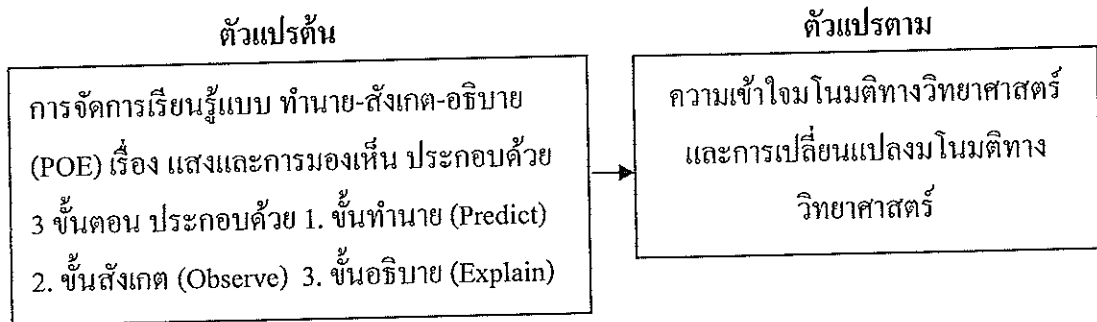 ตัวแปรต้น
การจัดการเรียนรู้แบบ ทำนาย-สังเกต-อธิบาย
(POE) เรื่อง แสงและการมองเห็น ประกอบด้วย
3 ขั้นตอน ประกอบด้วย 1. ขั้นทำนาย (Predict)
2. ขั้นสังเกต (Observe) 3. ขั้นอธิบาย (Explain)
ตัวแปรตาม
ความเข้าใจมโนมติทางวิทยาศาสตร์
และการเปลี่ยนแปลงมโนมติทาง
วิทยาศาสตร์